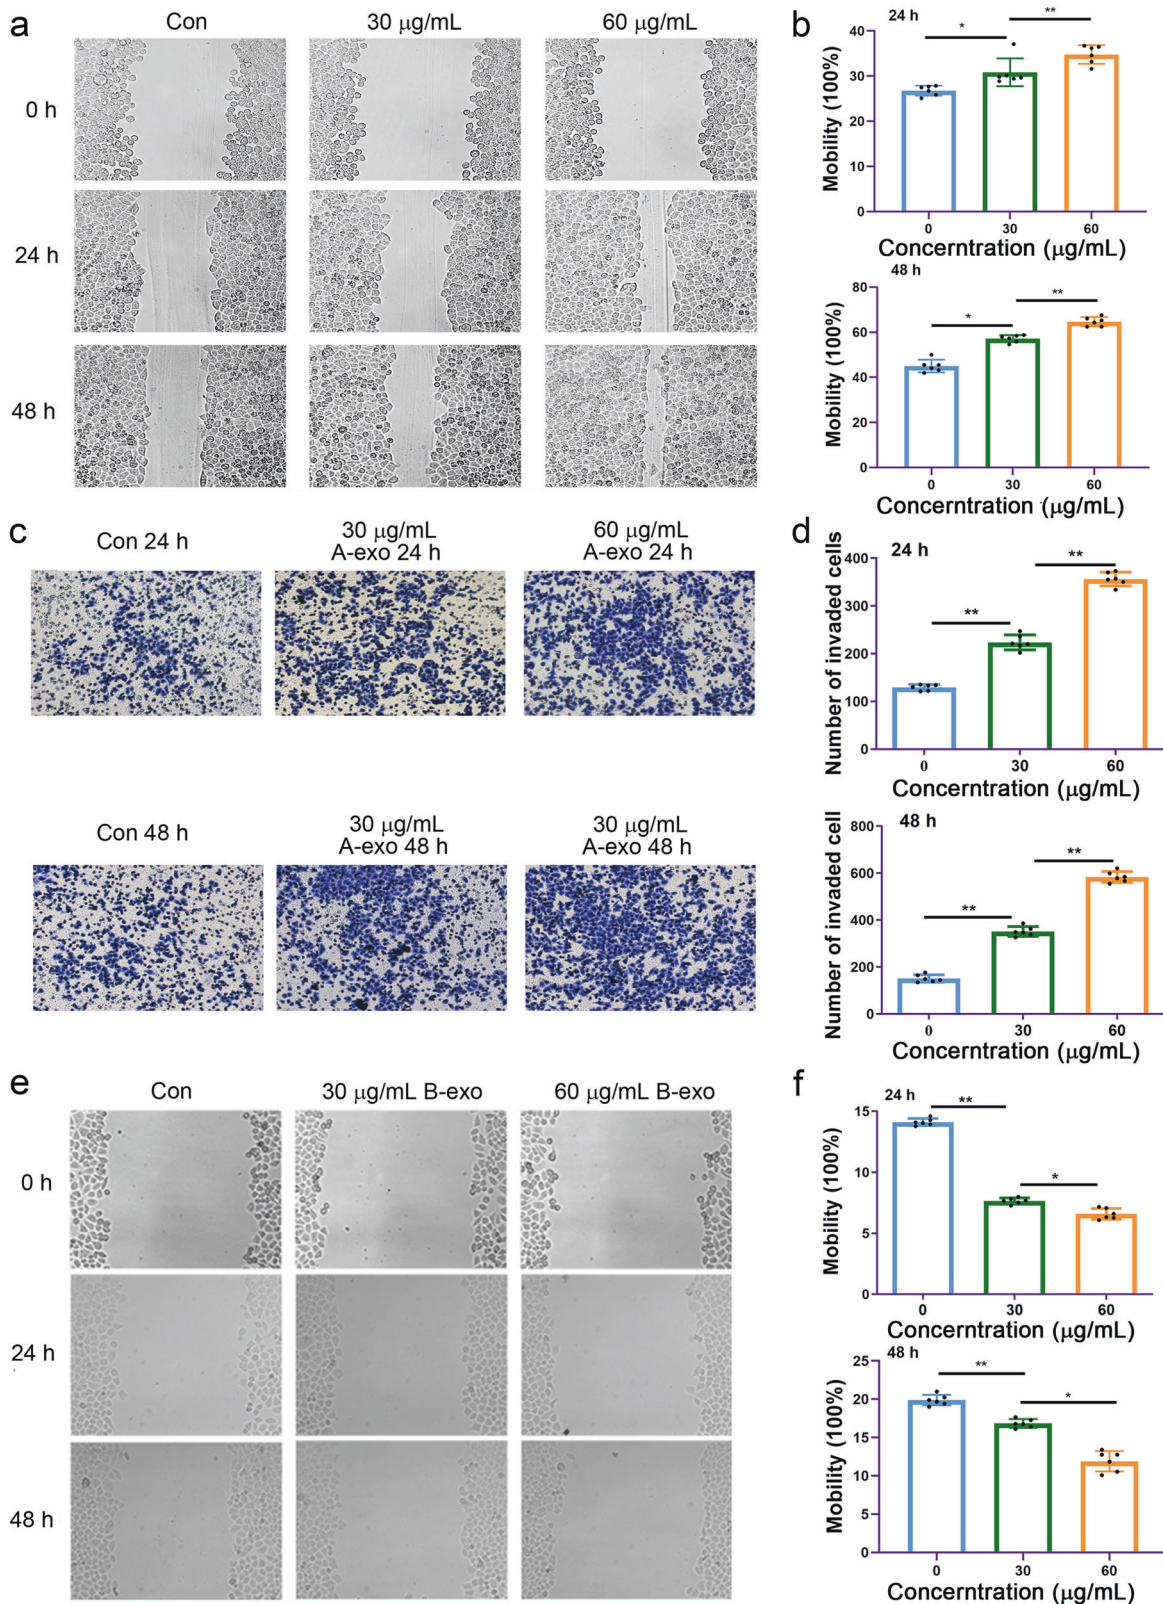 a
Con
30 μg/mL
60 μg/mL
0 h
24 h
48 h
b
24 h
*
**
40
30
20
10
0
Mobility (100%)
0
30
60
Concerntration (μg/mL)
48 h
*
**
80
60
40
20
0
Mobility (100%)
0
30
60
Concerntration (μg/mL)
c
Con 24 h
30 μg/mL
A-exo 24 h
60 μg/mL
A-exo 24 h
Con 48 h
30 μg/mL
A-exo 48 h
30 μg/mL
A-exo 48 h
d
24 h
**
**
400
300
200
100
0
Number of invaded cells
0
30
60
Concerntration (μg/mL)
48 h
**
**
800
600
400
200
0
Number of invaded cell
0
30
60
Concerntration (μg/mL)
e
Con
30 μg/mL B-exo
60 μg/mL B-exo
0 h
24 h
48 h
f
24 h
**
*
15
10
5
0
Mobility (100%)
0
30
60
Concerntration (μg/mL)
48 h
**
*
25
20
15
10
5
0
Mobility (100%)
0
30
60
Concerntration (μg/mL)